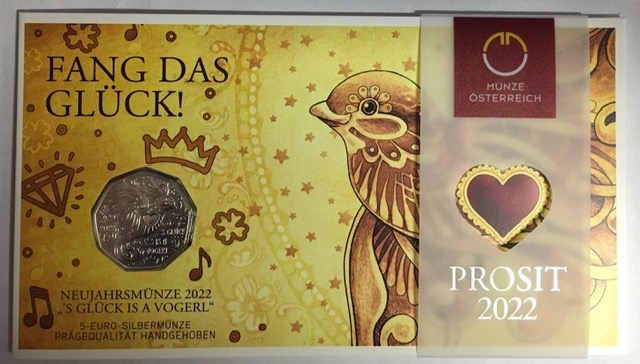 FANG DAS
GLÜCK!
NEUJAHRSMÜNZE 2022
„'S GLÜCK IS A VOGERL“
5-EURO-SILBERMÜNZE
PRÄGEQUALITÄT HANDGEHOBEN
MÜNZE
ÖSTERREICH
PROSIT
2022